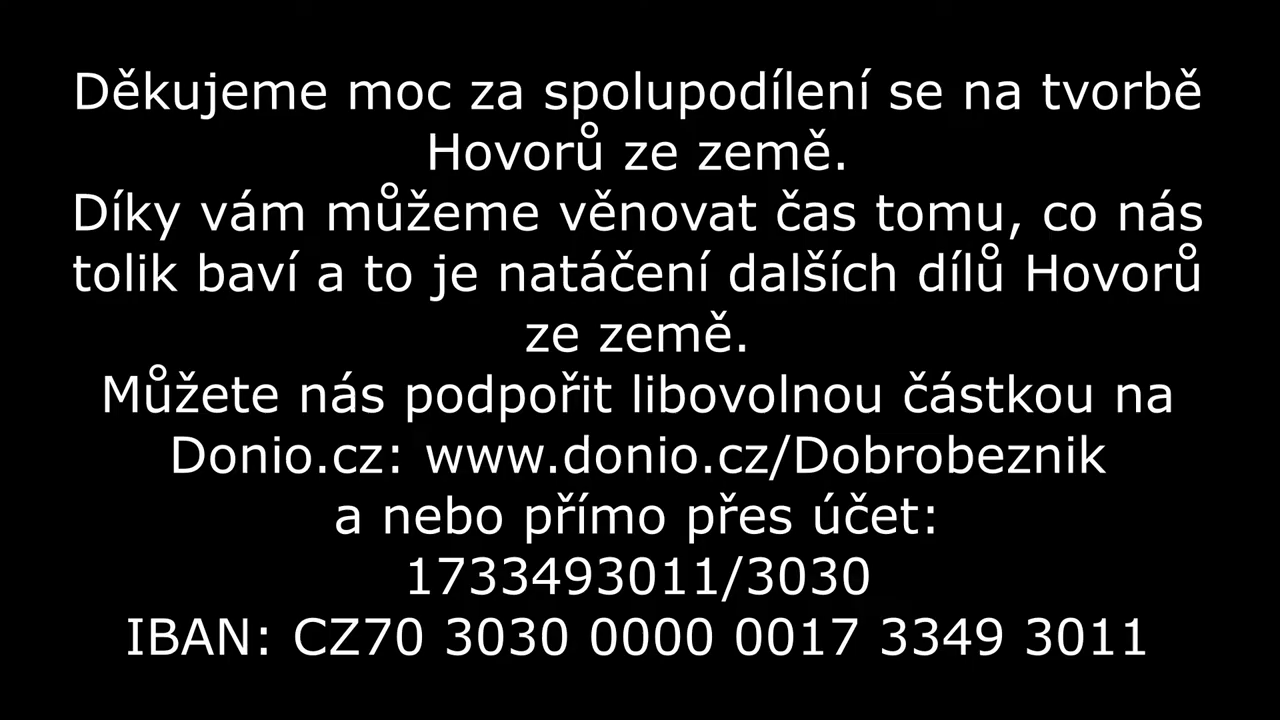 Děkujeme moc za spolupodílení se na tvorbě
Hovorů ze země.
Díky vám můžeme věnovat čas tomu, co nás
tolik baví a to je natáčení dalších dílů Hovorů
ze země.
Můžete nás podpořit libovolnou částkou na
Donio.cz: www.donio.cz/Dobrobeznik
a nebo přímo přes účet:
1733493011/3030
IBAN: CZ70 3030 0000 0017 3349 3011